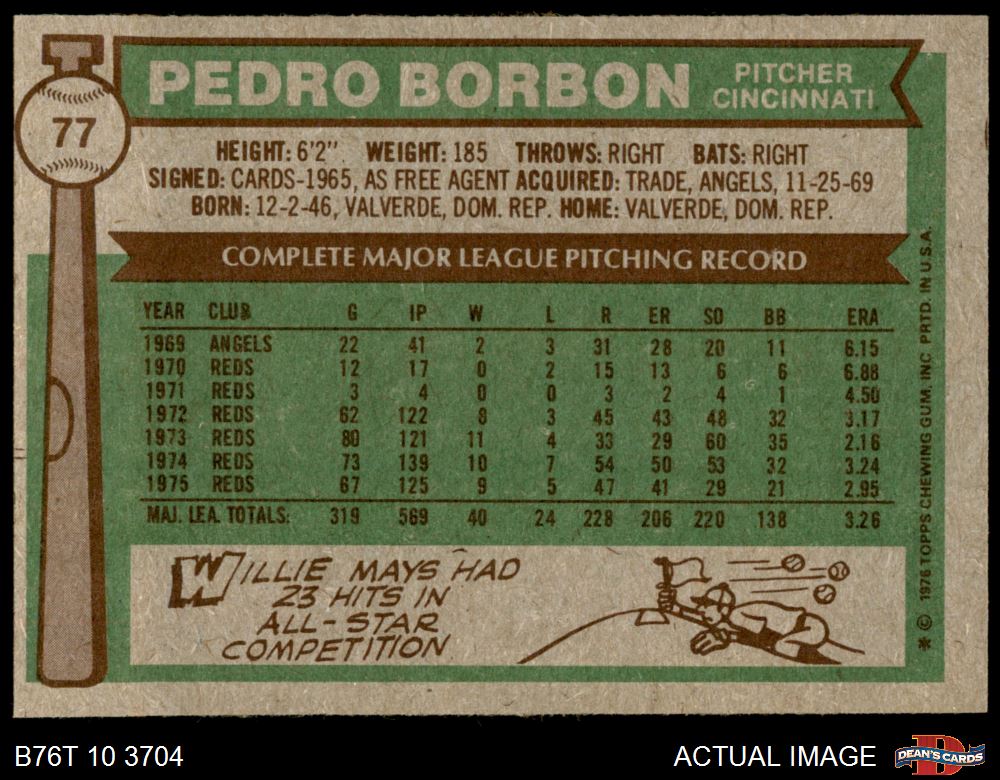 77
PEDRO BORBON
PITCHER
CINCINNATI
HEIGHT: 6'2" WEIGHT: 185 THROWS: RIGHT BATS: RIGHT
SIGNED: CARDS-1965, AS FREE AGENT ACQUIRED: TRADE, ANGELS, 11-25-69
BORN: 12-2-46, VALVERDE, DOM. REP. HOME: VALVERDE, DOM. REP.
COMPLETE MAJOR LEAGUE PITCHING RECORD
YEAR CLUB G IP W L R ER SO BB ERA
1969 ANGELS 22 41 2 3 31 28 20 11 6.15
1970 REDS 12 17 0 2 15 13 6 6 6.88
1971 REDS 3 4 0 0 3 2 4 1 4.50
1972 REDS 62 122 8 3 45 43 48 32 3.17
1973 REDS 80 121 11 4 33 29 60 35 2.16
1974 REDS 73 139 10 7 54 50 53 32 3.24
1975 REDS 67 125 9 5 47 41 29 21 2.95
MAJ. LEA. TOTALS: 319 569 40 24 228 206 220 138 3.26
WILLIE MAYS HAD
23 HITS IN
ALL-STAR
COMPETITION
* © 1976 TOPPS CHEWING GUM, INC. PRTD. IN U.S.A.
B76T 10 3704
ACTUAL IMAGE
DEAN'S CARDS